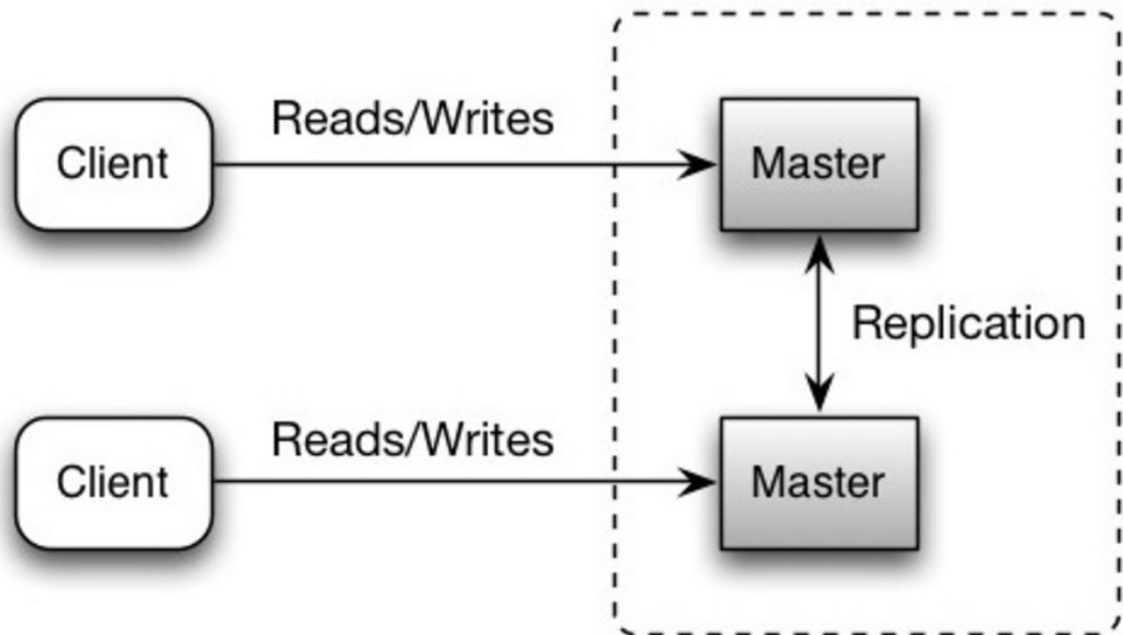 Reads/Writes
Client
Master
Replication
Reads/Writes
Client
Master